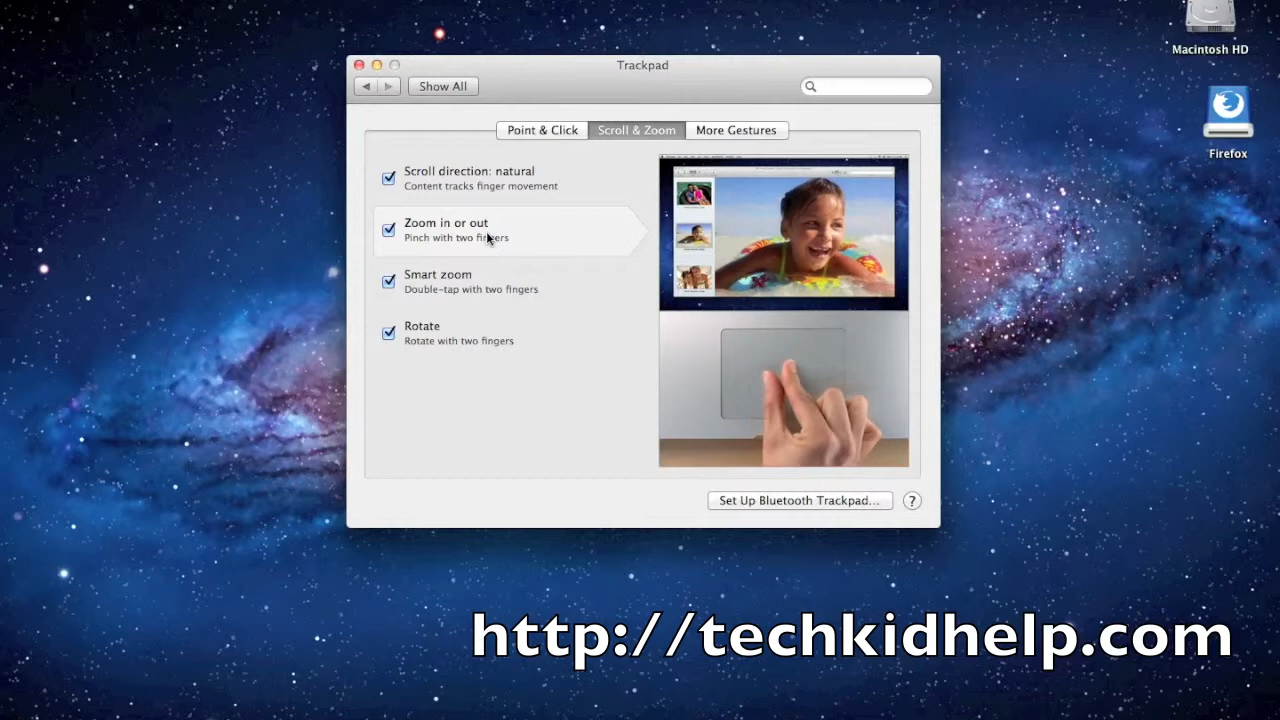 Macintosh HD
Trackpad
Show All
Firefox
Point & Click
Scroll & Zoom
More Gestures
Scroll direction: natural
Content tracks finger movement
Zoom in or out
Pinch with two fingers
Smart zoom
Double-tap with two fingers
Rotate
Rotate with two fingers
Set Up Bluetooth Trackpad...
?
http://techkidhelp.com